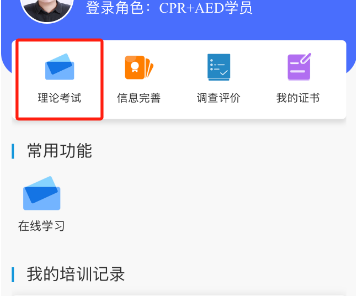 登录角色：CPR+AED学员
理论考试 信息完善 调查评价 我的证书
常用功能
在线学习
我的培训记录